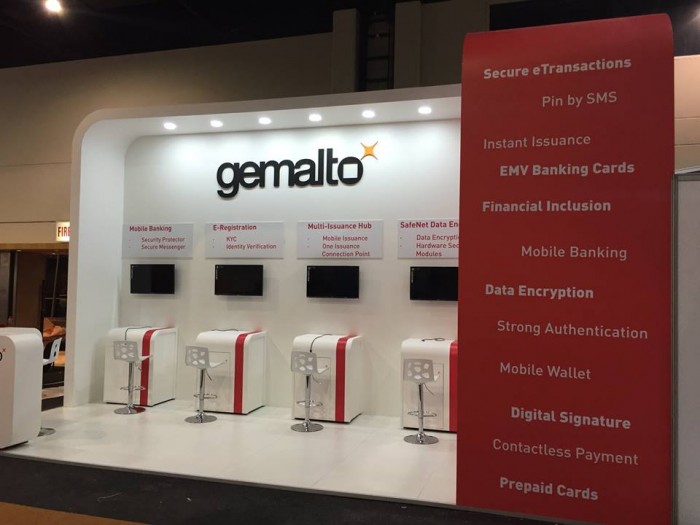 gemalto
Mobile Banking
- Security Protector
- Secure Messenger
E-Registration
- KYC
- Identity Verification
Multi-Issuance Hub
- Mobile Issuance
- One Issuance
Connection Point
SafeNet Data En
- Data Encrypti
- Hardware Sec
Modules
Secure eTransactions
Pin by SMS
Instant Issuance
EMV Banking Cards
Financial Inclusion
Mobile Banking
Data Encryption
Strong Authentication
Mobile Wallet
Digital Signature
Contactless Payment
Prepaid Cards
FIRE